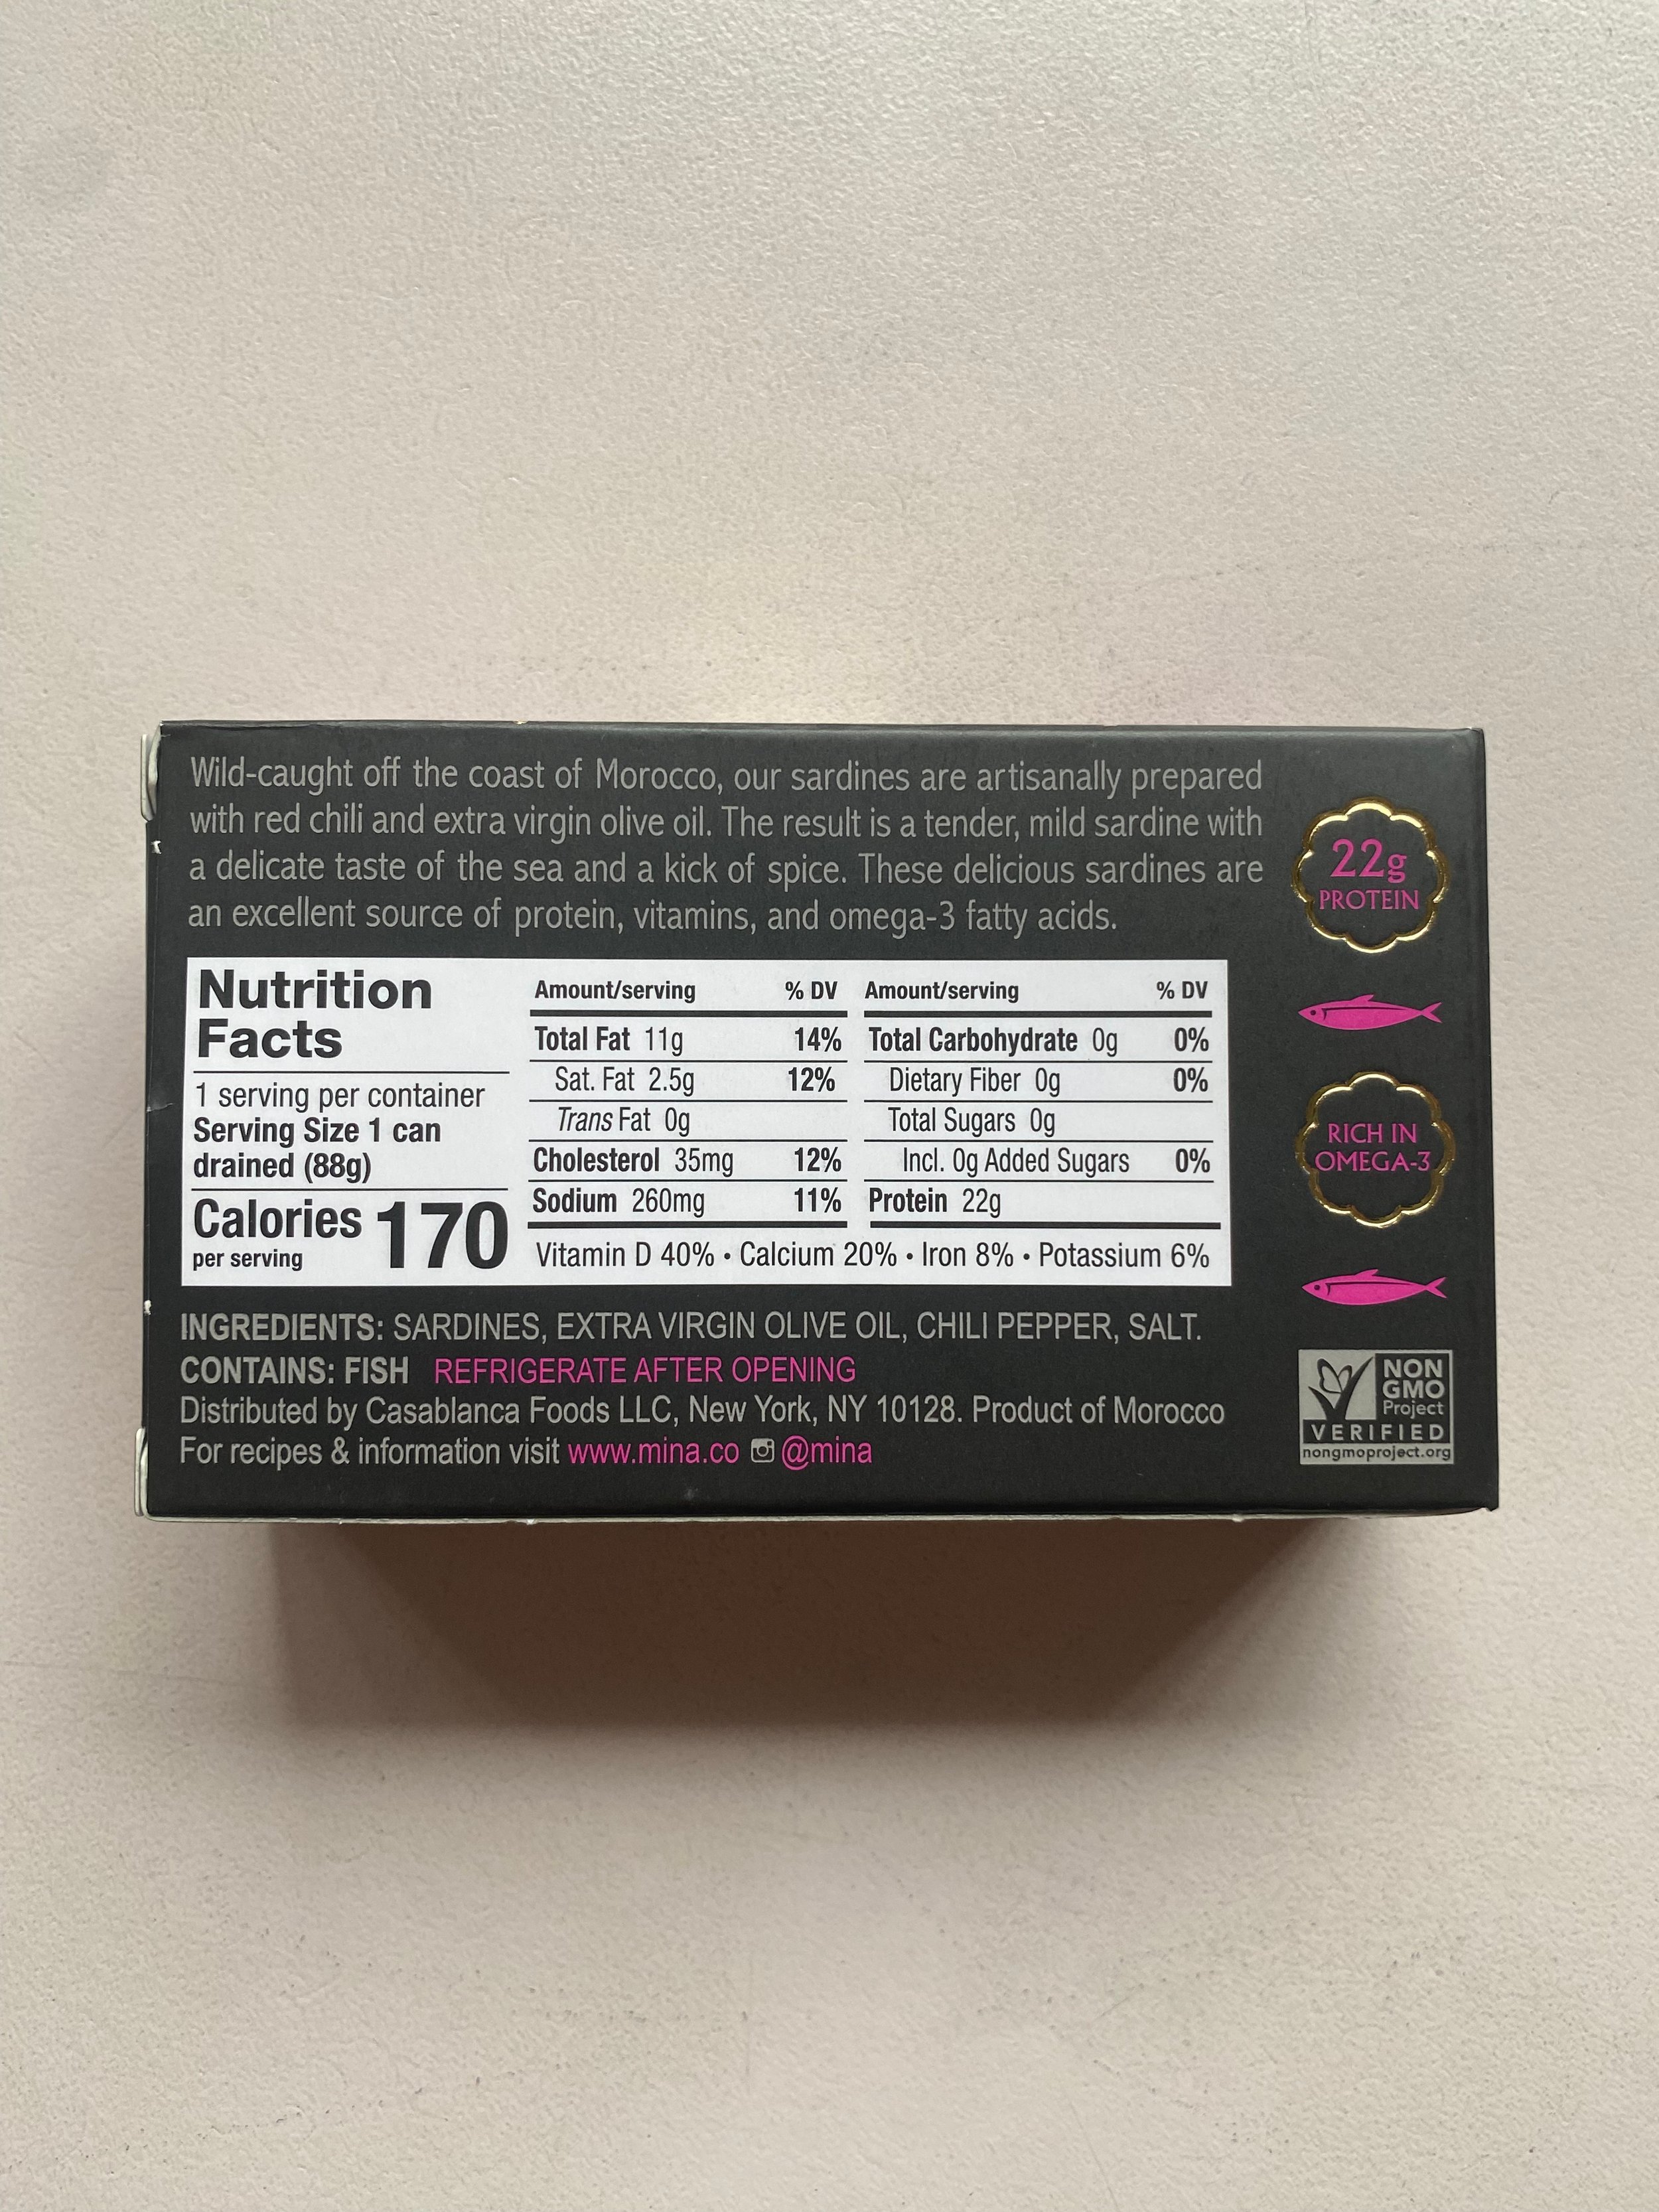 Wild-caught off the coast of Morocco, our sardines are artisanally prepared
with red chili and extra virgin olive oil. The result is a tender, mild sardine with
a delicate taste of the sea and a kick of spice. These delicious sardines are
an excellent source of protein, vitamins, and omega-3 fatty acids.
Nutrition
Facts
1 serving per container
Serving Size 1 can
drained (88g)
Calories 170
per serving
Amount/serving % DV
Total Fat 11g 14%
Sat. Fat 2.5g 12%
Trans Fat 0g
Cholesterol 35mg 12%
Sodium 260mg 11%
Amount/serving % DV
Total Carbohydrate 0g 0%
Dietary Fiber 0g 0%
Total Sugars 0g
Incl. 0g Added Sugars 0%
Protein 22g
Vitamin D 40% • Calcium 20% • Iron 8% • Potassium 6%
INGREDIENTS: SARDINES, EXTRA VIRGIN OLIVE OIL, CHILI PEPPER, SALT.
CONTAINS: FISH REFRIGERATE AFTER OPENING
Distributed by Casablanca Foods LLC, New York, NY 10128. Product of Morocco
For recipes & information visit www.mina.co @mina
22g
PROTEIN
RICH IN
OMEGA-3
NON
GMO
Project
VERIFIED
nongmoproject.org